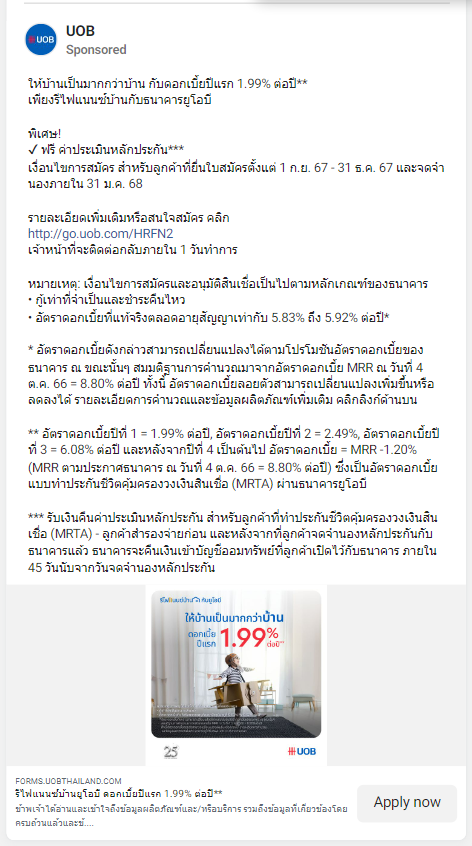 UOB
Sponsored
ให้บ้านเป็นมากกว่าบ้าน กับดอกเบี้ยปีแรก 1.99% ต่อปี**
เพียงรีไฟแนนซ์บ้านกับธนาคารยูโอบี
พิเศษ!
✓ ฟรี ค่าประเมินหลักประกัน***
เงื่อนไขการสมัคร สำหรับลูกค้าที่ยื่นใบสมัครตั้งแต่ 1 ก.ย. 67 - 31 ธ.ค. 67 และจดจำ
นองภายใน 31 ม.ค. 68
รายละเอียดเพิ่มเติมหรือสนใจสมัคร คลิก
http://go.uob.com/HRFN2
เจ้าหน้าที่จะติดต่อกลับภายใน 1 วันทำการ
หมายเหตุ: เงื่อนไขการสมัครและอนุมัติสินเชื่อเป็นไปตามหลักเกณฑ์ของธนาคาร
• กู้เท่าที่จำเป็นและชำระคืนไหว
• อัตราดอกเบี้ยที่แท้จริงตลอดอายุสัญญาเท่ากับ 5.83% ถึง 5.92% ต่อปี*
* อัตราดอกเบี้ยดังกล่าวสามารถเปลี่ยนแปลงได้ตามโปรโมชันอัตราดอกเบี้ยของ
ธนาคาร ณ ขณะนั้นๆ สมมติฐานการคำนวณมาจากอัตราดอกเบี้ย MRR ณ วันที่ 4
ต.ค. 66 = 8.80% ต่อปี ทั้งนี้ อัตราดอกเบี้ยลอยตัวสามารถเปลี่ยนแปลงเพิ่มขึ้นหรือ
ลดลงได้ รายละเอียดการคำนวณและข้อมูลผลิตภัณฑ์เพิ่มเติม คลิกลิงก์ด้านบน
** อัตราดอกเบี้ยปีที่ 1 = 1.99% ต่อปี, อัตราดอกเบี้ยปีที่ 2 = 2.49%, อัตราดอกเบี้ยปี
ที่ 3 = 6.08% ต่อปี และหลังจากปีที่ 4 เป็นต้นไป อัตราดอกเบี้ย = MRR -1.20%
(MRR ตามประกาศธนาคาร ณ วันที่ 4 ต.ค. 66 = 8.80% ต่อปี) ซึ่งเป็นอัตราดอกเบี้ย
แบบทำประกันชีวิตคุ้มครองวงเงินสินเชื่อ (MRTA) ผ่านธนาคารยูโอบี
*** รับเงินคืนค่าประเมินหลักประกัน สำหรับลูกค้าที่ทำประกันชีวิตคุ้มครองวงเงินสิน
เชื่อ (MRTA) - ลูกค้าสำรองจ่ายก่อน และหลังจากที่ลูกค้าจดจำนองหลักประกันกับ
ธนาคารแล้ว ธนาคารจะคืนเงินเข้าบัญชีออมทรัพย์ที่ลูกค้าเปิดไว้กับธนาคาร ภายใน
45 วันนับจากวันจดจำนองหลักประกัน
รีไฟแนนซ์บ้าน กับยูโอบี
ให้บ้านเป็นมากกว่าบ้าน
ดอกเบี้ย
ปีแรก 1.99% ต่อปี**
25
UOB
FORMS.UOBTHAILAND.COM
รีไฟแนนซ์บ้านยูโอบี ดอกเบี้ยปีแรก 1.99% ต่อปี**
ข้าพเจ้าได้อ่านและเข้าใจถึงข้อมูลผลิตภัณฑ์และ/หรือบริการ รวมถึงข้อมูลที่เกี่ยวข้องโดย
ครบถ้วนแล้วและข้....
Apply now